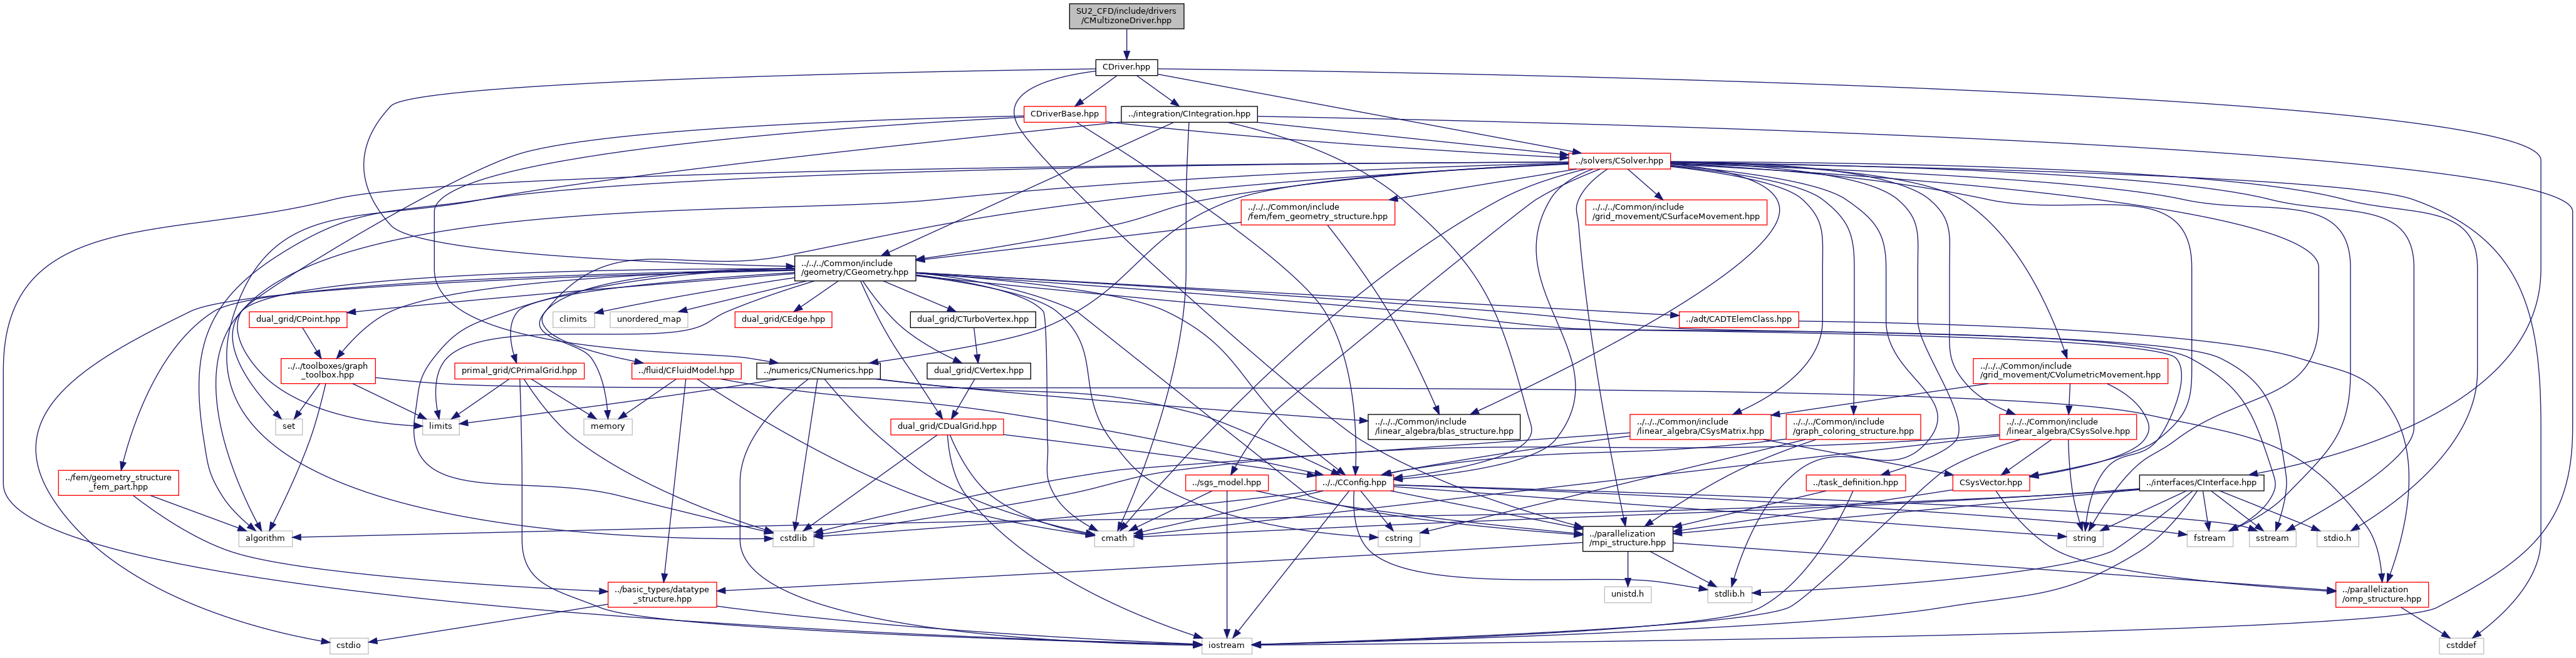 SU2_CFD/include/drivers
/CMultizoneDriver.hpp
CDriver.hpp
CDriverBase.hpp
../integration/CIntegration.hpp
../solvers/CSolver.hpp
../../../Common/include
/fem/fem_geometry_structure.hpp
../../../Common/include
/grid_movement/CSurfaceMovement.hpp
../../../Common/include
/geometry/CGeometry.hpp
dual_grid/CPoint.hpp
climits
unordered_map
dual_grid/CEdge.hpp
dual_grid/CTurboVertex.hpp
../adt/CADTElemClass.hpp
../../toolboxes/graph
_toolbox.hpp
primal_grid/CPrimalGrid.hpp
../fluid/CFluidModel.hpp
../numerics/CNumerics.hpp
dual_grid/CVertex.hpp
../../../Common/include
/grid_movement/CVolumetricMovement.hpp
set
limits
memory
dual_grid/CDualGrid.hpp
../../../Common/include
/linear_algebra/blas_structure.hpp
../../../Common/include
/linear_algebra/CSysMatrix.hpp
../../../Common/include
/graph_coloring_structure.hpp
../../../Common/include
/linear_algebra/CSysSolve.hpp
../fem/geometry_structure
_fem_part.hpp
../sgs_model.hpp
../../CConfig.hpp
../task_definition.hpp
CSysVector.hpp
../interfaces/CInterface.hpp
algorithm
cstdlib
cmath
cstring
../parallelization
/mpi_structure.hpp
string
fstream
sstream
stdio.h
../basic_types/datatype
_structure.hpp
unistd.h
stdlib.h
../parallelization
/omp_structure.hpp
cstdio
iostream
cstddef